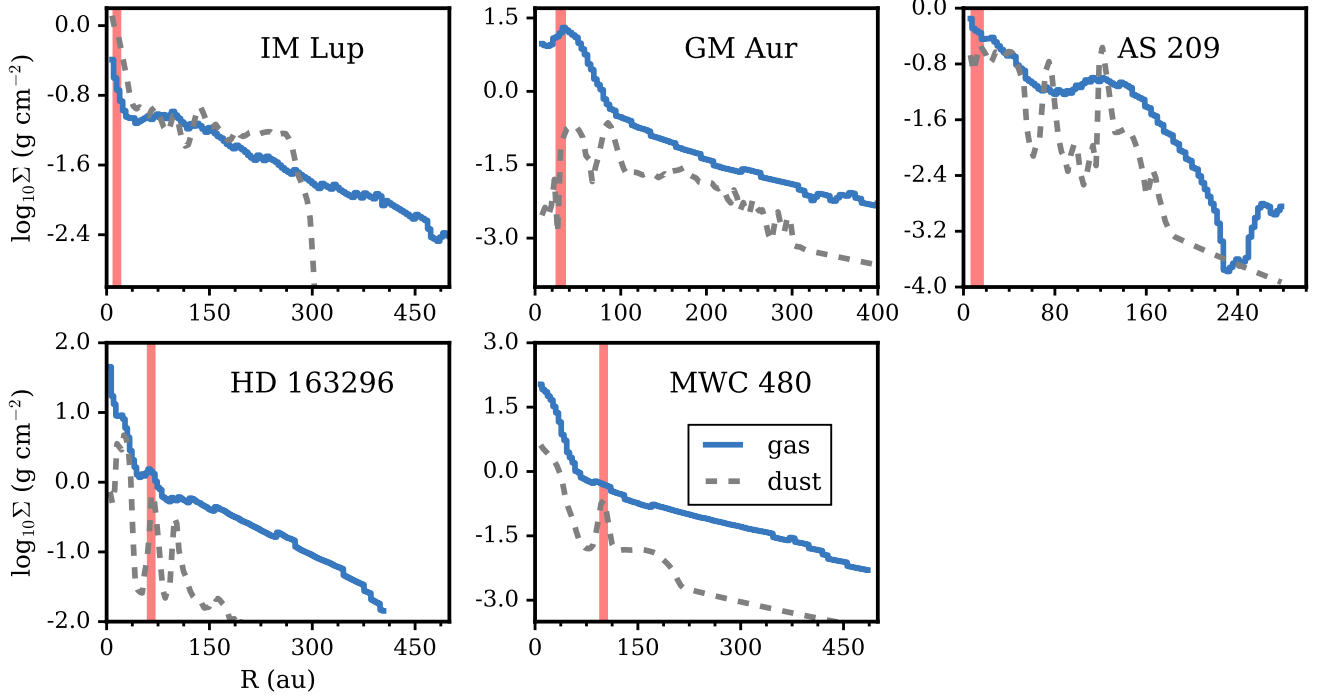 IM Lup
GM Aur
AS 209
0.0
-0.8
-1.6
-2.4
log₁₀Σ (g cm⁻²)
0 150 300 450
1.5
0.0
-1.5
-3.0
0 100 200 300 400
0.0
-0.8
-1.6
-2.4
-3.2
-4.0
0 80 160 240
HD 163296
MWC 480
2.0
1.0
0.0
-1.0
-2.0
log₁₀Σ (g cm⁻²)
0 150 300 450
R (au)
3.0
1.5
0.0
-1.5
-3.0
gas
dust
0 150 300 450